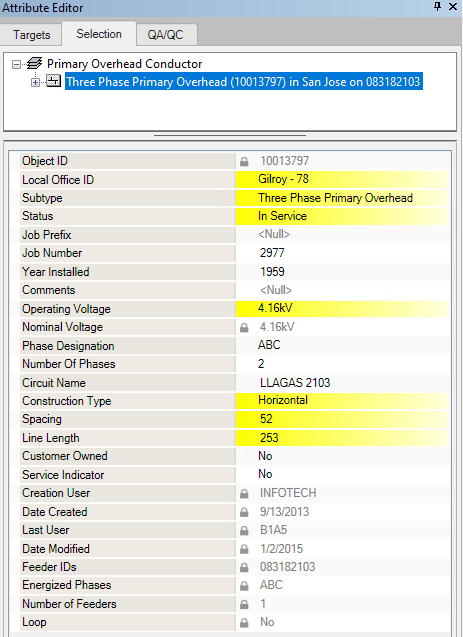 Attribute Editor
Targets Selection QA/QC
Primary Overhead Conductor
Three Phase Primary Overhead (10013797) in San Jose on 083182103
Object ID 10013797
Local Office ID Gilroy - 78
Subtype Three Phase Primary Overhead
Status In Service
Job Prefix <Null>
Job Number 2977
Year Installed 1959
Comments <Null>
Operating Voltage 4.16kV
Nominal Voltage 4.16kV
Phase Designation ABC
Number Of Phases 2
Circuit Name LLAGAS 2103
Construction Type Horizontal
Spacing 52
Line Length 253
Customer Owned No
Service Indicator No
Creation User INFOTECH
Date Created 9/13/2013
Last User B1A5
Date Modified 1/2/2015
Feeder IDs 083182103
Energized Phases ABC
Number of Feeders 1
Loop No